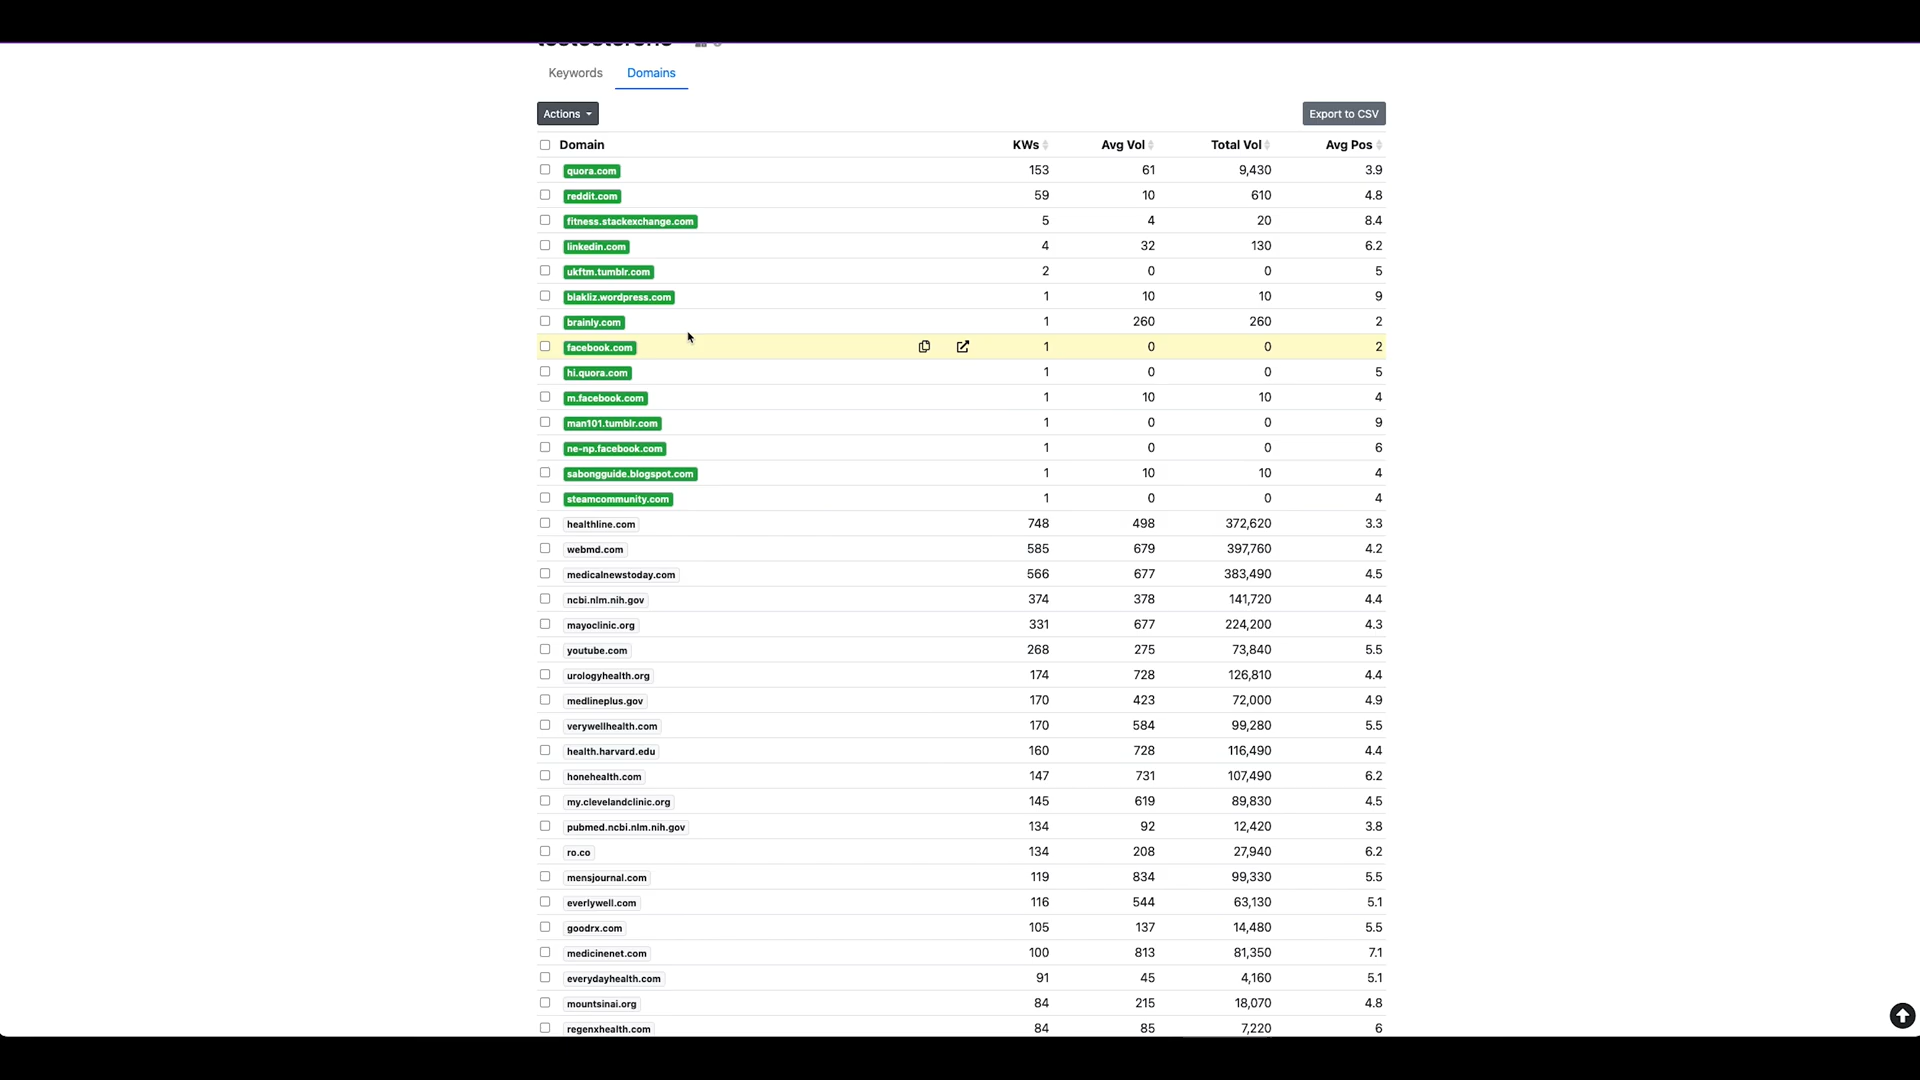 Keywords Domains
Actions Export to CSV
Domain KWs Avg Vol Total Vol Avg Pos
quora.com 153 61 9,430 3.9
reddit.com 59 10 610 4.8
fitness.stackexchange.com 5 4 20 8.4
linkedin.com 4 32 130 6.2
ukftm.tumblr.com 2 0 0 5
blakliz.wordpress.com 1 10 10 9
brainly.com 1 260 260 2
facebook.com 1 0 0 2
hi.quora.com 1 0 0 5
m.facebook.com 1 10 10 4
man101.tumblr.com 1 0 0 9
ne-np.facebook.com 1 0 0 6
sabongguide.blogspot.com 1 10 10 4
steamcommunity.com 1 0 0 4
healthline.com 748 498 372,620 3.3
webmd.com 585 679 397,760 4.2
medicalnewstoday.com 566 677 383,490 4.5
ncbi.nlm.nih.gov 374 378 141,720 4.4
mayoclinic.org 331 677 224,200 4.3
youtube.com 268 275 73,840 5.5
urologyhealth.org 174 728 126,810 4.4
medlineplus.gov 170 423 72,000 4.9
verywellhealth.com 170 584 99,280 5.5
health.harvard.edu 160 728 116,490 4.4
honehealth.com 147 731 107,490 6.2
my.clevelandclinic.org 145 619 89,830 4.5
pubmed.ncbi.nlm.nih.gov 134 92 12,420 3.8
ro.co 134 208 27,940 6.2
mensjournal.com 119 834 99,330 5.5
everlywell.com 116 544 63,130 5.1
goodrx.com 105 137 14,480 5.5
medicinenet.com 100 813 81,350 7.1
everydayhealth.com 91 45 4,160 5.1
mountsinai.org 84 215 18,070 4.8
regenxhealth.com 84 85 7,220 6